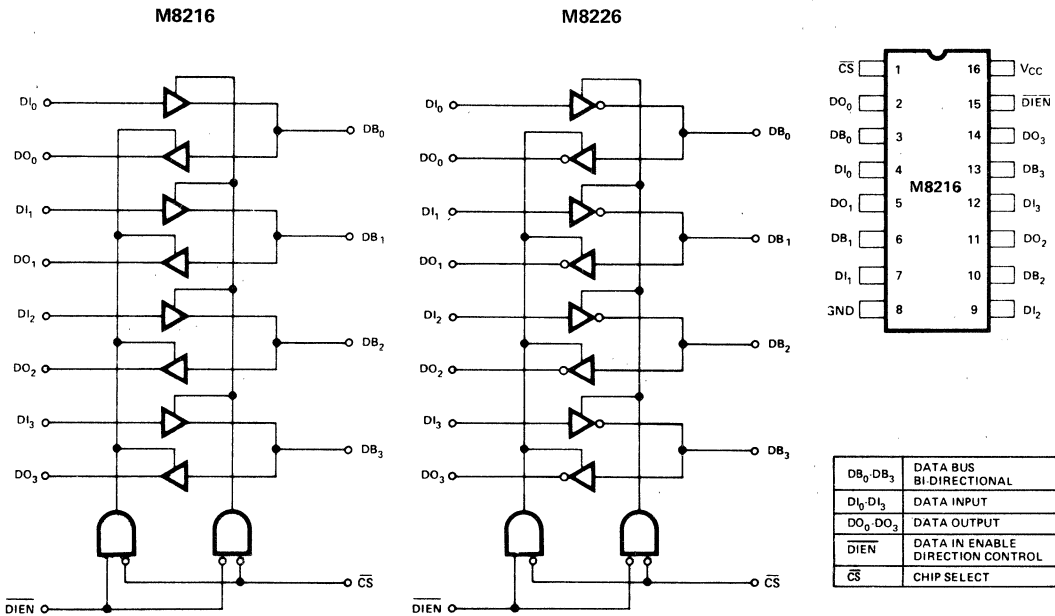 M8216
DI0
DB0
DO0
DI1
DB1
DO1
DI2
DB2
DO2
DI3
DB3
DO3
CS
DIEN
M8226
DI0
DB0
DO0
DI1
DB1
DO1
DI2
DB2
DO2
DI3
DB3
DO3
CS
DIEN
CS 1 16 VCC
DO0 2 15 DIEN
DB0 3 14 DO3
DI0 4 13 DB3
M8216
DO1 5 12 DI3
DB1 6 11 DO2
DI1 7 10 DB2
GND 8 9 DI2
DB0-DB3 DATA BUS
BI-DIRECTIONAL
DI0-DI3 DATA INPUT
DO0-DO3 DATA OUTPUT
DIEN DATA IN ENABLE
DIRECTION CONTROL
CS CHIP SELECT